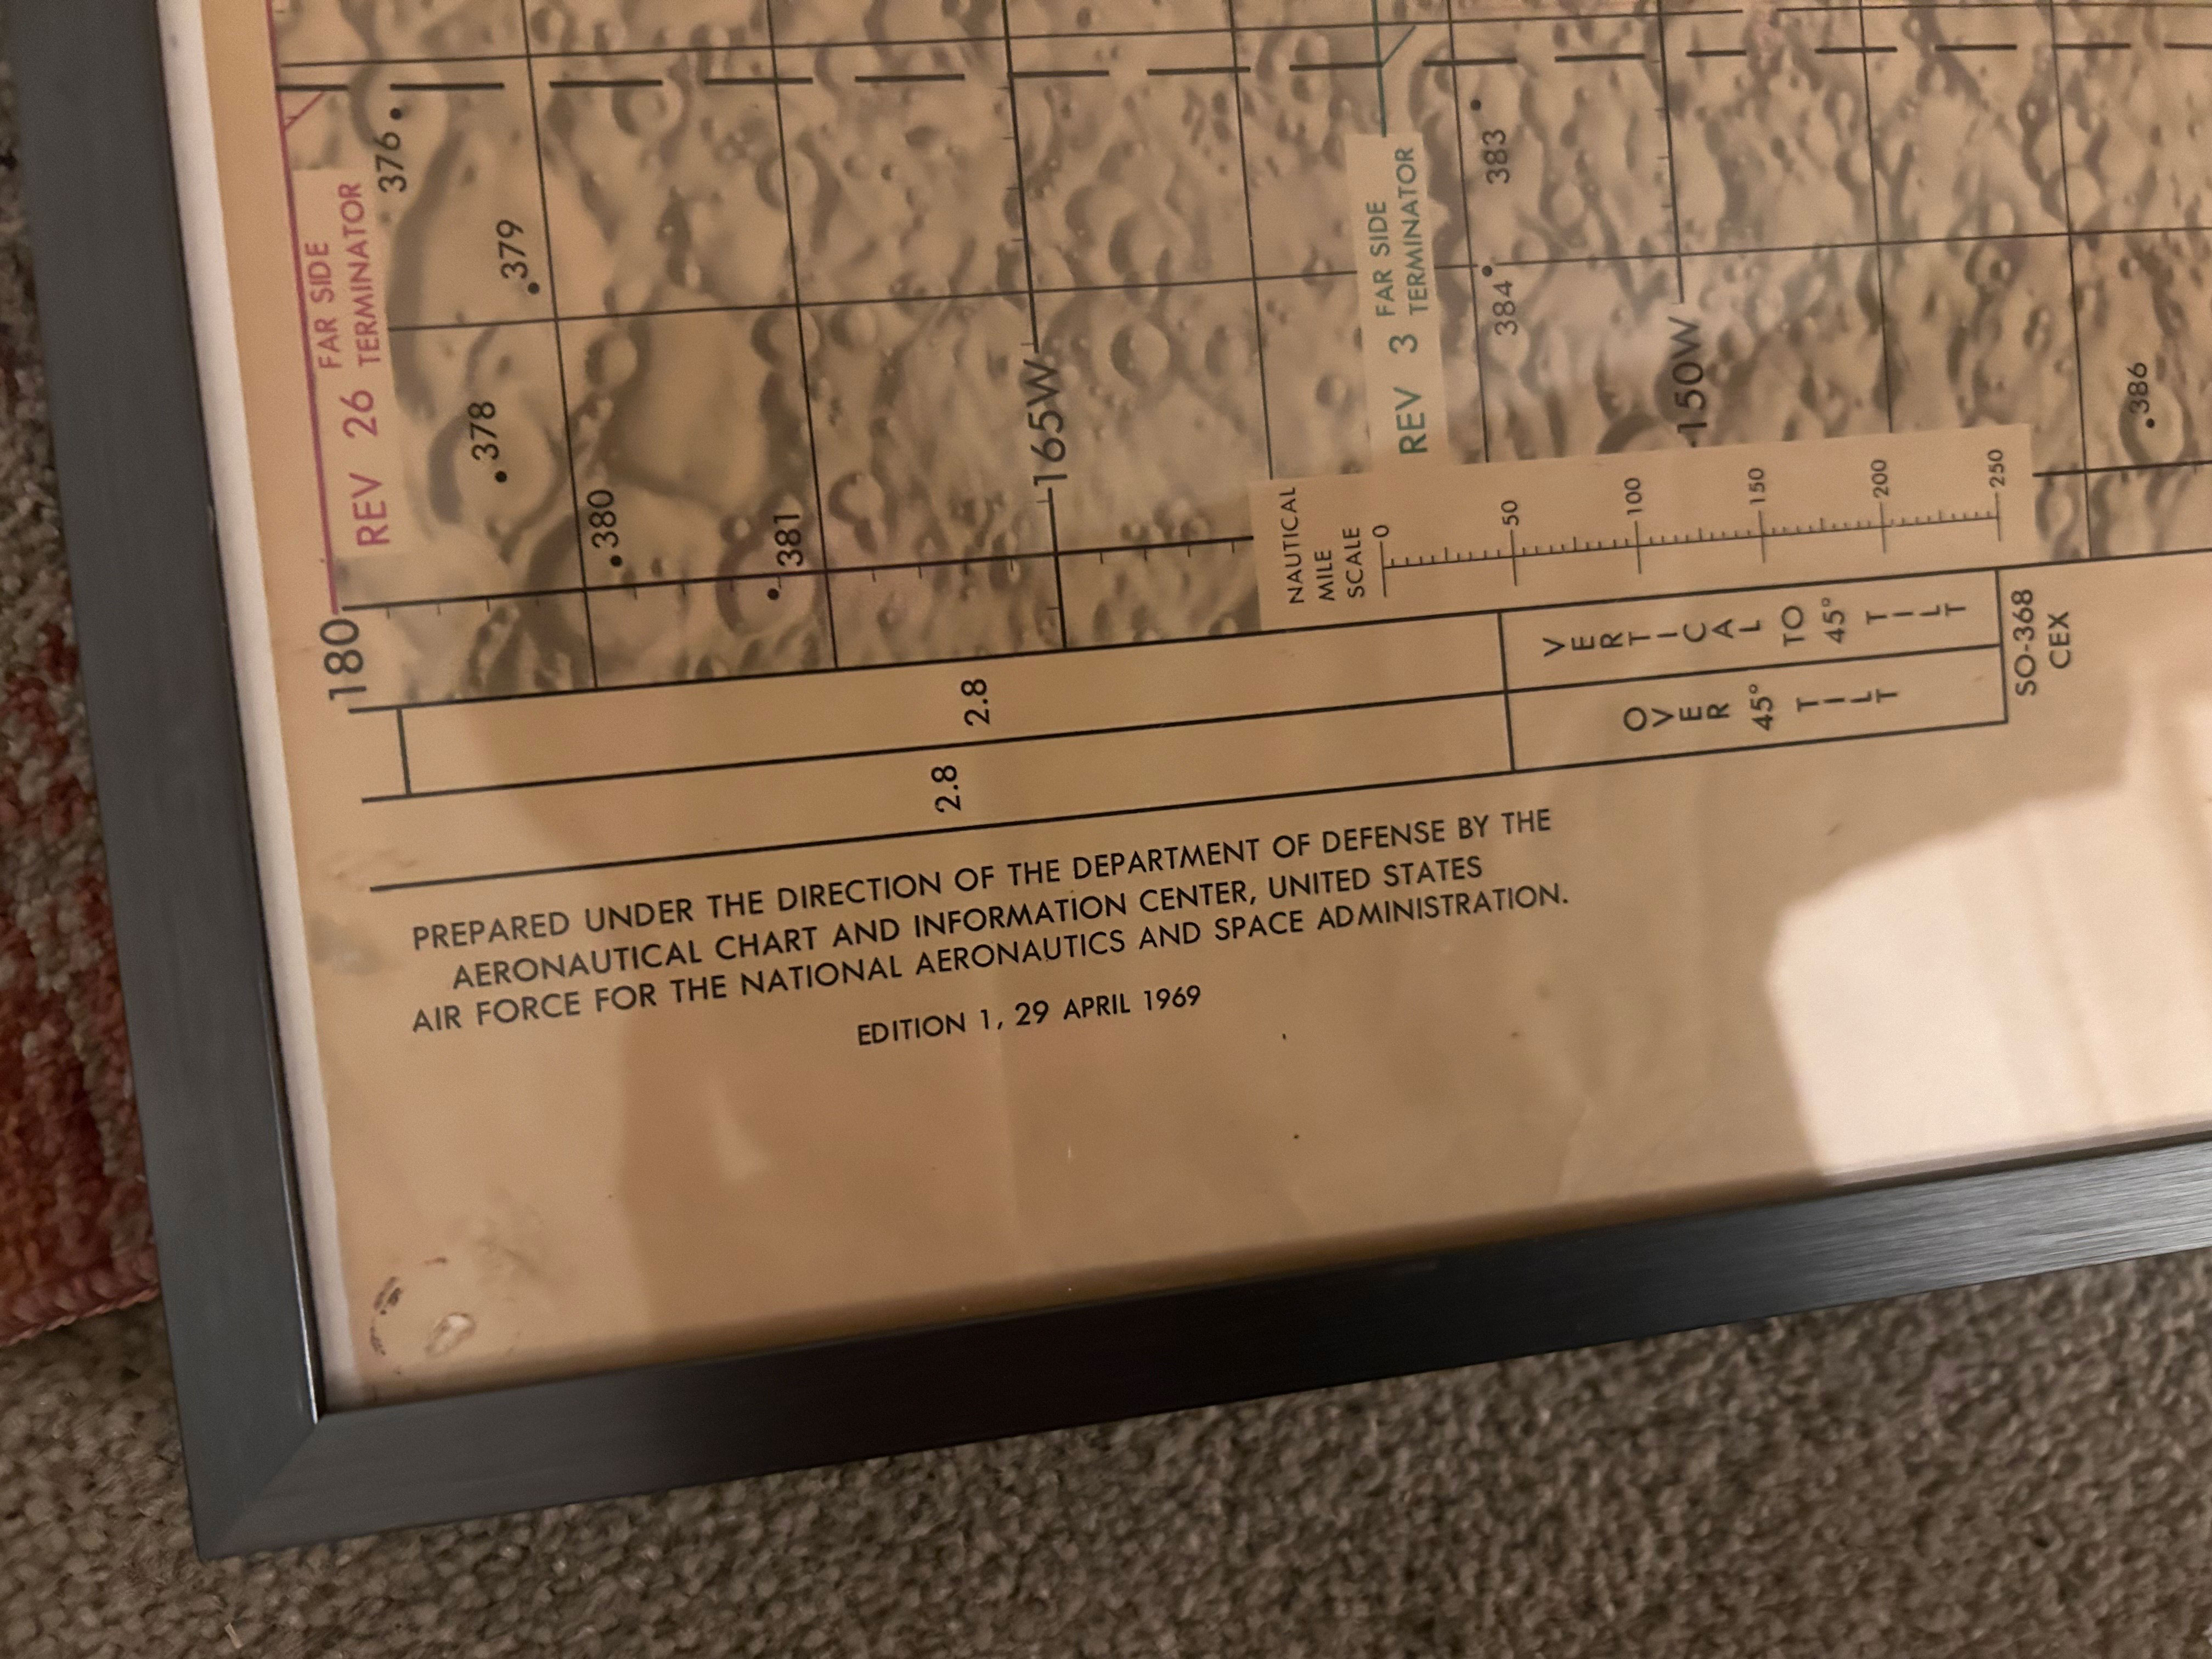 REV 26 FAR SIDE
TERMINATOR
376
379
378
380
381
180
165W
REV 3 FAR SIDE
TERMINATOR
383
384
150W
386
NAUTICAL
MILE
SCALE
0
50
100
150
200
250
2.8
2.8
VERTICAL TO 45° TILT
OVER 45° TILT
SO-368
CEX
PREPARED UNDER THE DIRECTION OF THE DEPARTMENT OF DEFENSE BY THE
AERONAUTICAL CHART AND INFORMATION CENTER, UNITED STATES
AIR FORCE FOR THE NATIONAL AERONAUTICS AND SPACE ADMINISTRATION.
EDITION 1, 29 APRIL 1969